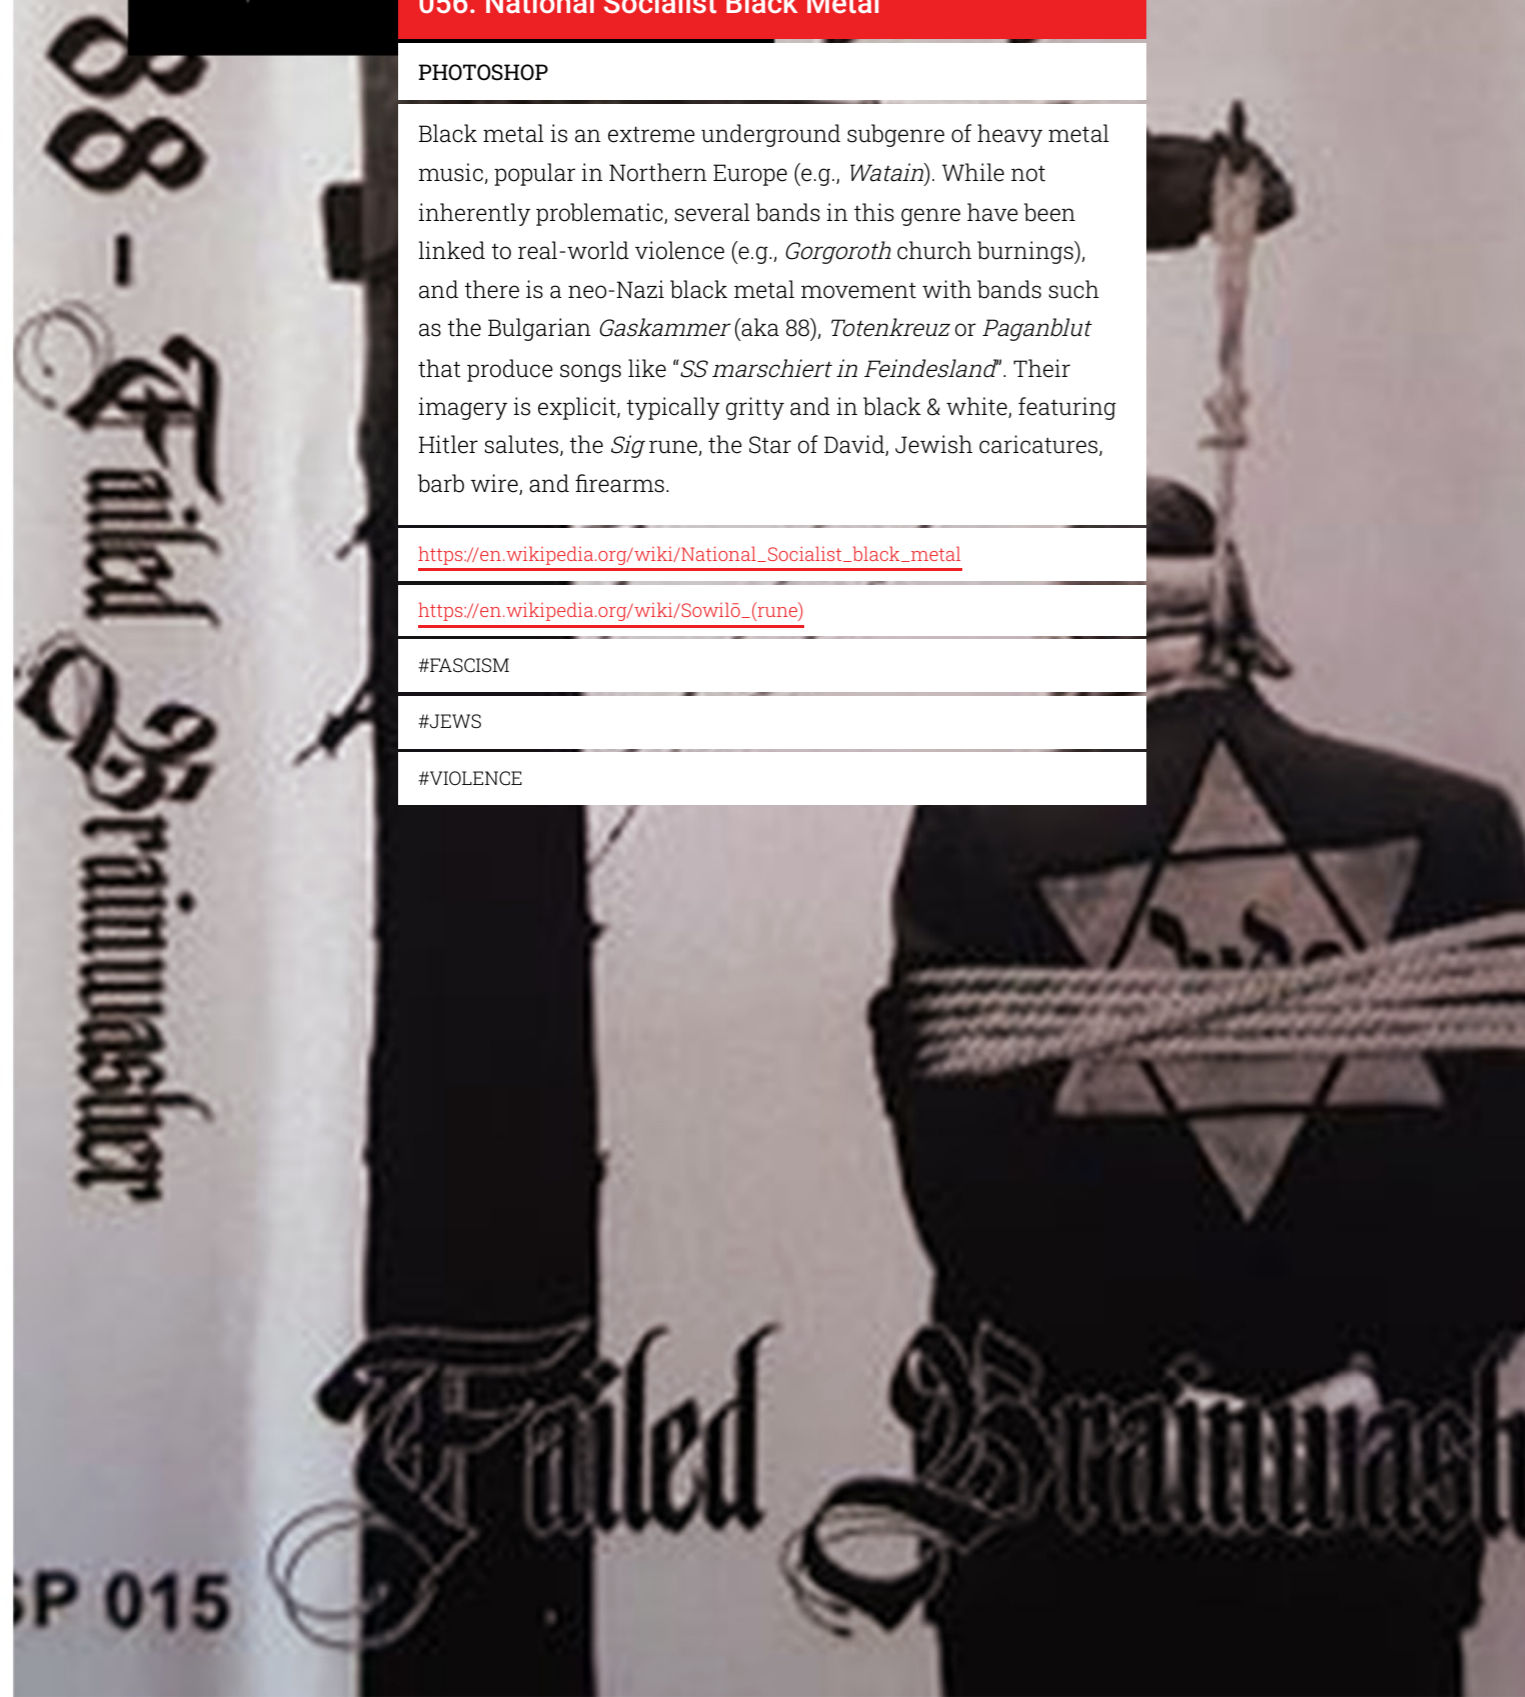 056. National Socialist Black Metal
PHOTOSHOP
Black metal is an extreme underground subgenre of heavy metal
music, popular in Northern Europe (e.g., Watain). While not
inherently problematic, several bands in this genre have been
linked to real-world violence (e.g., Gorgoroth church burnings),
and there is a neo-Nazi black metal movement with bands such
as the Bulgarian Gaskammer (aka 88), Totenkreuz or Paganblut
that produce songs like “SS marschiert in Feindesland”. Their
imagery is explicit, typically gritty and in black & white, featuring
Hitler salutes, the Sig rune, the Star of David, Jewish caricatures,
barb wire, and firearms.
https://en.wikipedia.org/wiki/National_Socialist_black_metal
https://en.wikipedia.org/wiki/Sowilō_(rune)
#FASCISM
#JEWS
#VIOLENCE
88 - Failed Brainwasher
Jude
Failed Brainwash
SP 015